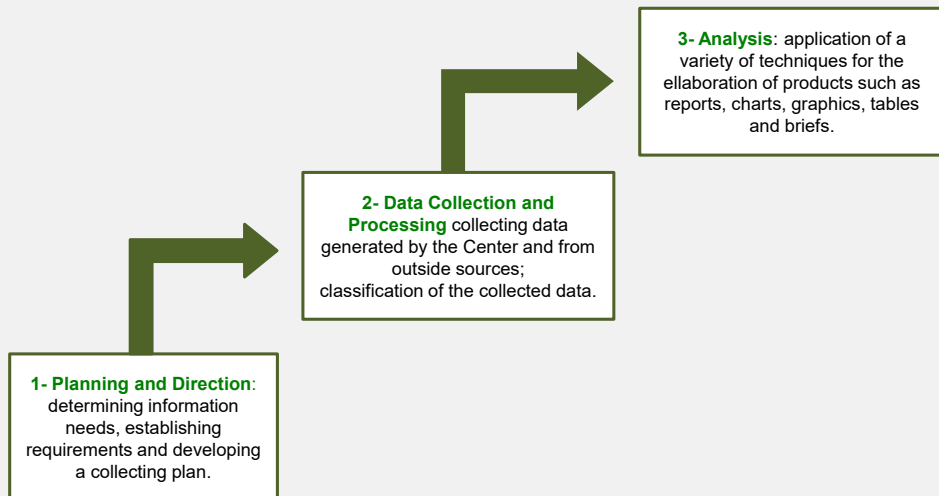 3- Analysis: application of a
variety of techniques for the
ellaboration of products such as
reports, charts, graphics, tables
and briefs.
2- Data Collection and
Processing collecting data
generated by the Center and from
outside sources;
classification of the collected data.
1- Planning and Direction:
determining information
needs, establishing
requirements and developing
a collecting plan.